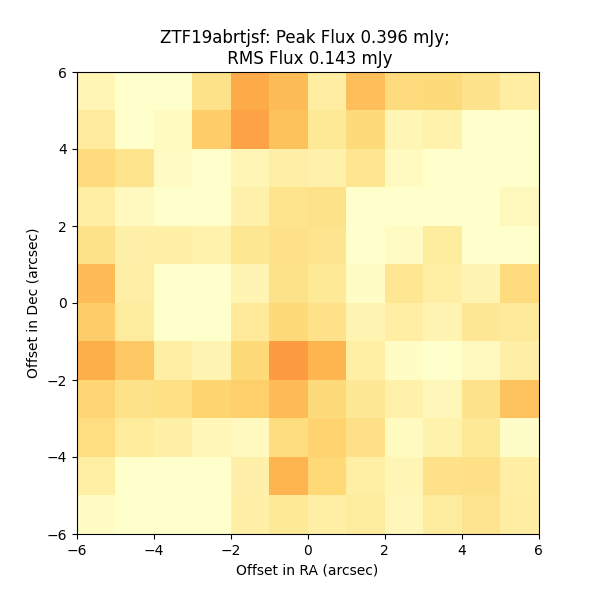 ZTF19abrtjsf: Peak Flux 0.396 mJy;
RMS Flux 0.143 mJy
6
4
2
0
−2
−4
−6
Offset in Dec (arcsec)
−6 −4 −2 0 2 4 6
Offset in RA (arcsec)